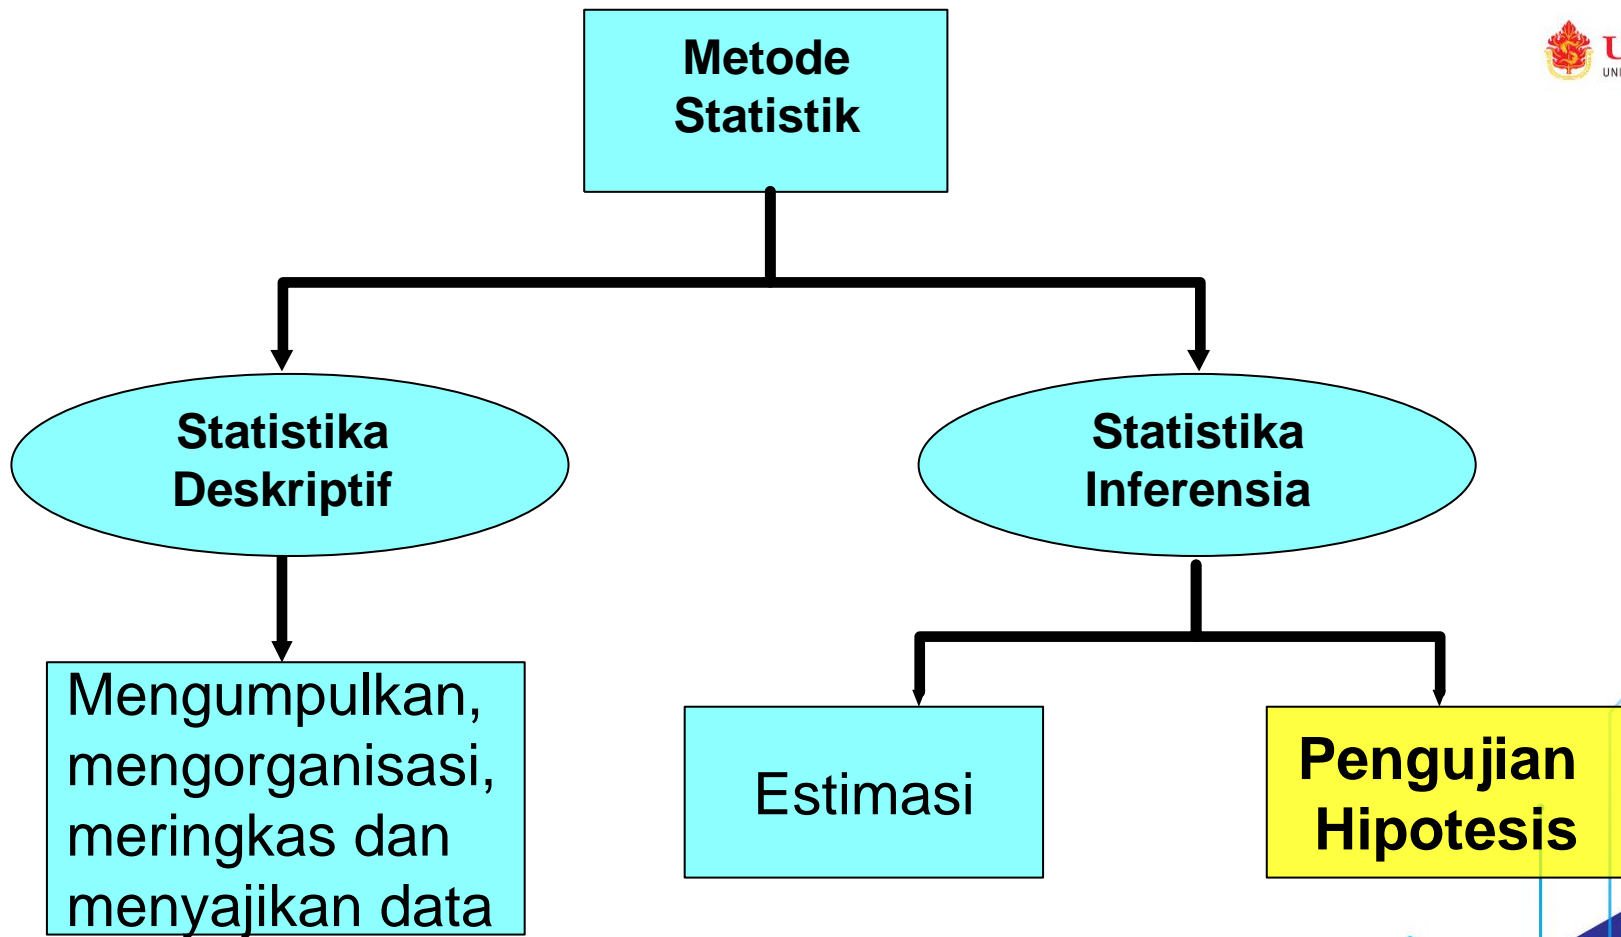 Metode
Statistik
Statistika
Deskriptif
Statistika
Inferensia
Mengumpulkan,
mengorganisasi,
meringkas dan
menyajikan data
Estimasi
Pengujian
Hipotesis